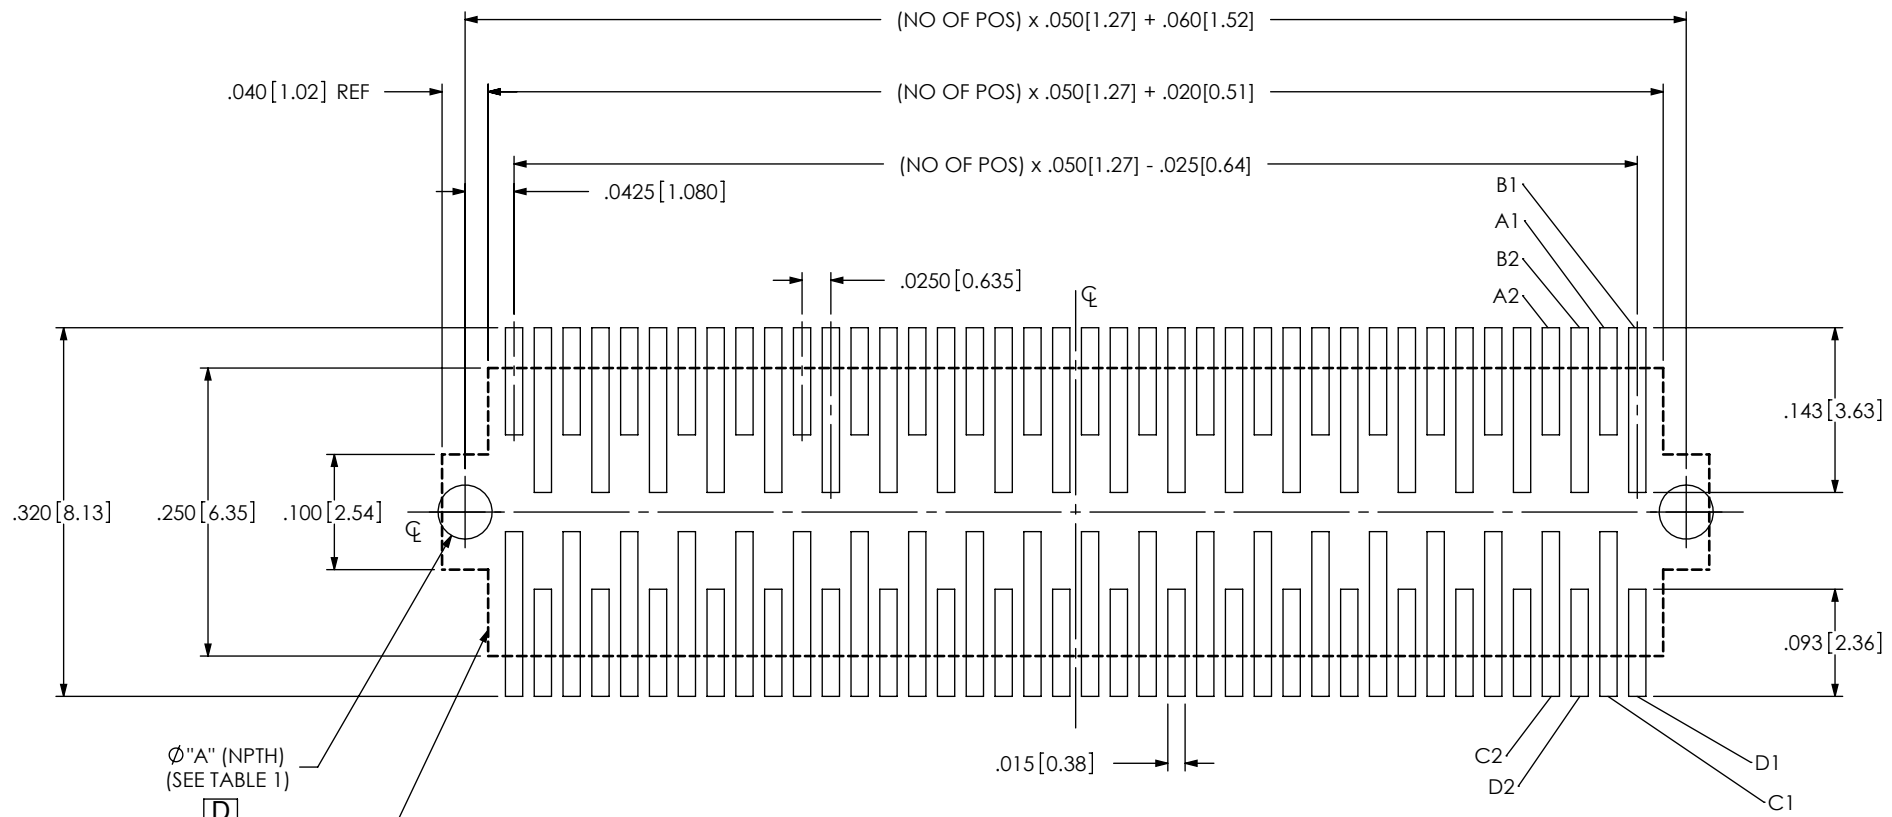 (NO OF POS) x .050[1.27] + .060[1.52]
.040[1.02] REF
(NO OF POS) x .050[1.27] + .020[0.51]
(NO OF POS) x .050[1.27] - .025[0.64]
.0425[1.080]
B1
A1
B2
A2
.0250[0.635]
℄
.143[3.63]
.320[8.13]
.250[6.35]
.100[2.54]
℄
.093[2.36]
Ø"A" (NPTH)
(SEE TABLE 1)
D
.015[0.38]
C2
D2
D1
C1